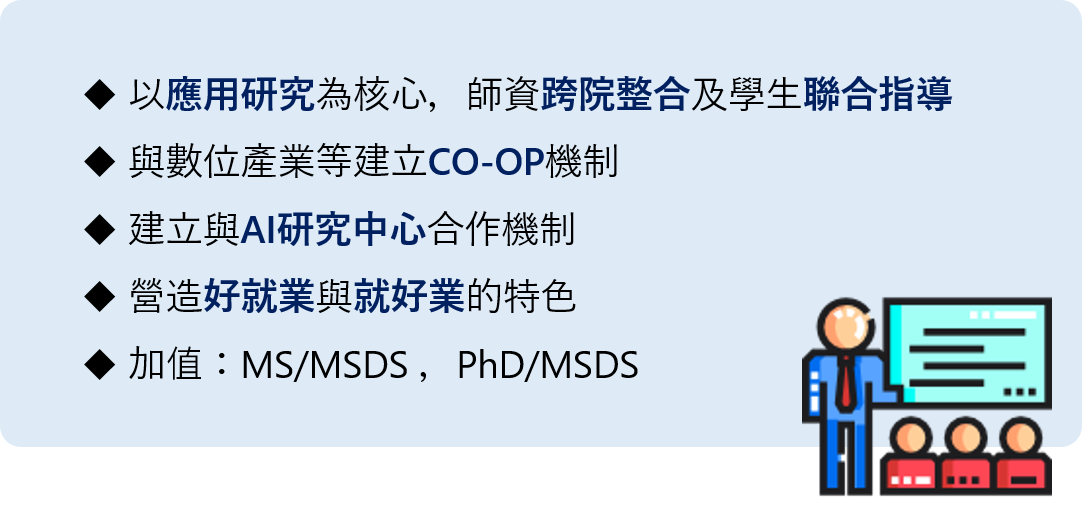 ◆ 以應用研究為核心, 師資跨院整合及學生聯合指導
◆ 與數位產業等建立CO-OP機制
◆ 建立與AI研究中心合作機制
◆ 營造好就業與就好業的特色
◆ 加值：MS/MSDS , PhD/MSDS